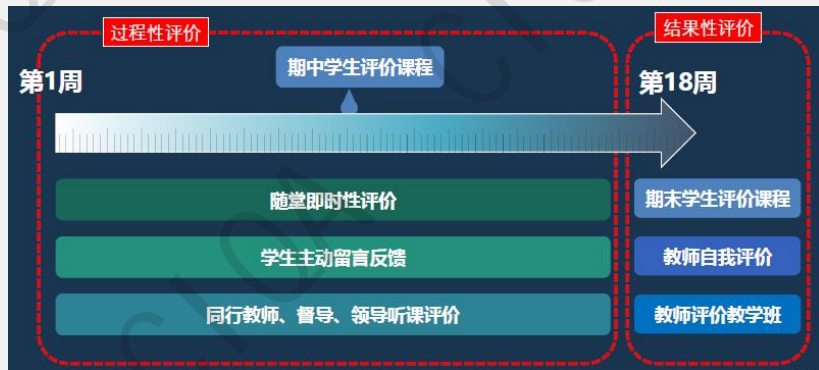 过程性评价
结果性评价
期中学生评价课程
第1周
第18周
随堂即时性评价
期末学生评价课程
学生主动留言反馈
教师自我评价
同行教师、督导、领导听课评价
教师评价教学班
CIQA